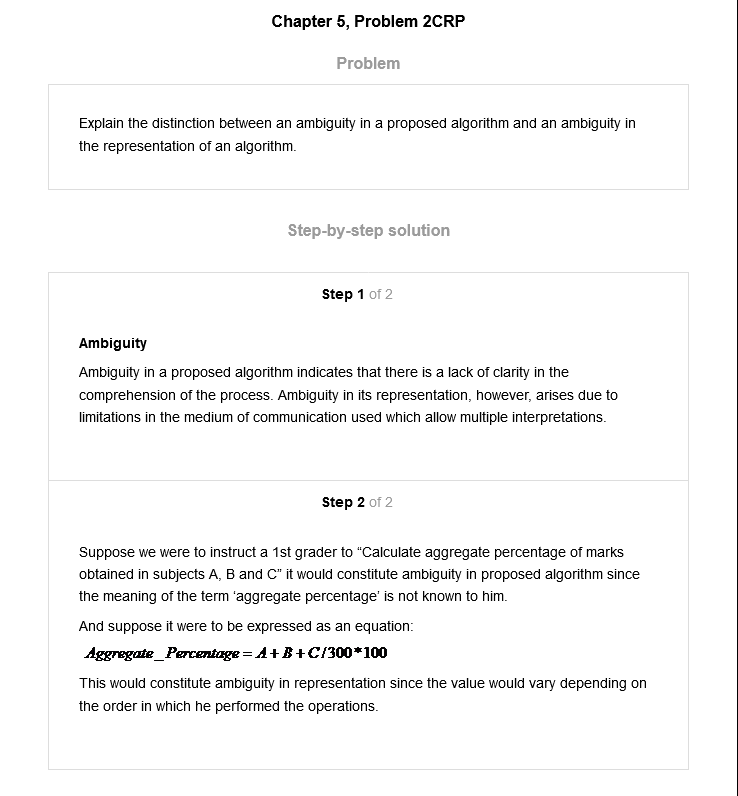 Chapter 5, Problem 2CRP
Problem
Explain the distinction between an ambiguity in a proposed algorithm and an ambiguity in
the representation of an algorithm.
Step-by-step solution
Step 1 of 2
Ambiguity
Ambiguity in a proposed algorithm indicates that there is a lack of clarity in the
comprehension of the process. Ambiguity in its representation, however, arises due to
limitations in the medium of communication used which allow multiple interpretations.
Step 2 of 2
Suppose we were to instruct a 1st grader to “Calculate aggregate percentage of marks
obtained in subjects A, B and C” it would constitute ambiguity in proposed algorithm since
the meaning of the term ‘aggregate percentage’ is not known to him.
And suppose it were to be expressed as an equation:
Aggregate_Percentage = A + B + C/300*100
This would constitute ambiguity in representation since the value would vary depending on
the order in which he performed the operations.